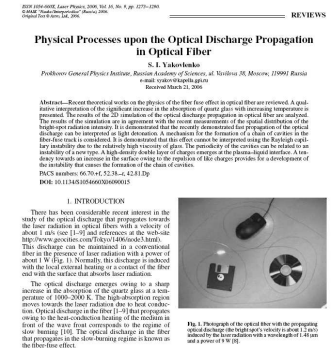 ISSN 1054-660X, Laser Physics, 2006, Vol. 16, No. 9, pp. 1273–1290.
© MAIK "Nauka/Interperiodica" (Russia), 2006.
Original Text © Astro, Ltd., 2006.
REVIEWS
Physical Processes upon the Optical Discharge Propagation
in Optical Fiber
S. I. Yakovlenko
Prokhorov General Physics Institute, Russian Academy of Sciences, ul. Vavilova 38, Moscow, 119991 Russia
e-mail: syakov@kapella.gpi.ru
Received March 21, 2006
Abstract—Recent theoretical works on the physics of the fiber fuse effect in optical fiber are reviewed. A qual-
itative interpretation of the significant increase in the absorption of quartz glass with increasing temperature is
presented. The results of the 2D simulation of the optical discharge propagation in optical fiber are analyzed.
The results of the simulation are in agreement with the recent measurements of the spatial distribution of the
bright-spot radiation intensity. It is demonstrated that the recently demonstrated fast propagation of the optical
discharge can be interpreted as light detonation. A mechanism for the formation of a chain of cavities in the
fiber-fuse track is considered. It is demonstrated that this effect cannot be interpreted using the Rayleigh capil-
lary instability due to the relatively high viscosity of glass. The periodicity of the cavities can be related to an
instability of a new type. A high-density double layer of charges emerges at the plasma–liquid interface. A ten-
dency towards an increase in the surface owing to the repulsion of like charges provides for a development of
the instability that causes the formation of the chain of cavities.
PACS numbers: 66.70.+f, 52.38.–r, 42.81.Dp
DOI: 10.1134/S1054660X06090015
1. INTRODUCTION
There has been considerable recent interest in the
study of the optical discharge that propagates towards
the laser radiation in optical fibers with a velocity of
about 1 m/s (see [1–9] and references at the web-site
http://www.geocities.com/Tokyo/1406/node3.html).
This discharge can be maintained in a conventional
fiber in the presence of laser radiation with a power of
about 1 W (Fig. 1). Normally, this discharge is induced
with the local external heating or a contact of the fiber
end with the surface that absorbs laser radiation.
The optical discharge emerges owing to a sharp
increase in the absorption of the quartz glass at a tem-
perature of 1000–2000 K. The high-absorption region
moves towards the laser radiation due to heat conduc-
tion. Optical discharge in the fiber [1–9] that propagates
owing to the heat-conduction heating of the medium in
front of the wave front corresponds to the regime of
slow burning [10]. The optical discharge in the fiber
that propagates in the slow-burning regime is known as
the fiber-fuse effect.
Fig. 1. Photograph of the optical fiber with the propagating
optical discharge (the bright spot's velocity is about 1.2 m/s)
induced by the laser radiation with a wavelength of 1.48 μm
and a power of 9 W [8].